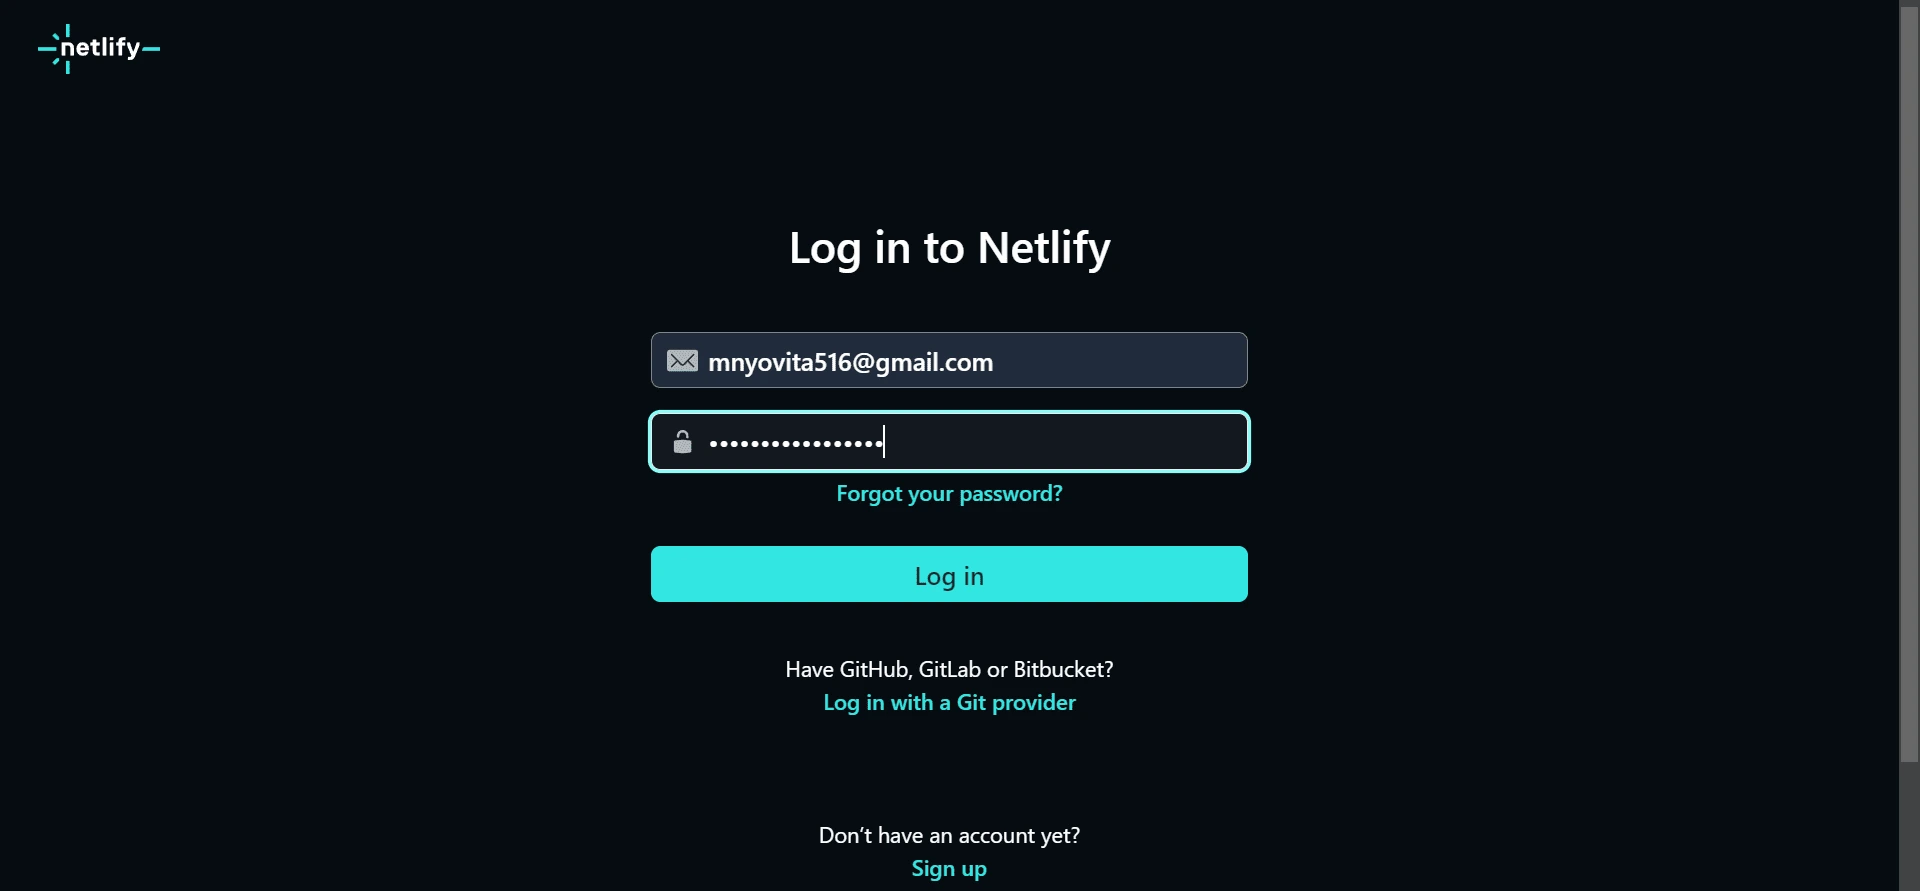 netlify
Log in to Netlify
mnyovita516@gmail.com
•••••••••••••••••
Forgot your password?
Log in
Have GitHub, GitLab or Bitbucket?
Log in with a Git provider
Don’t have an account yet?
Sign up